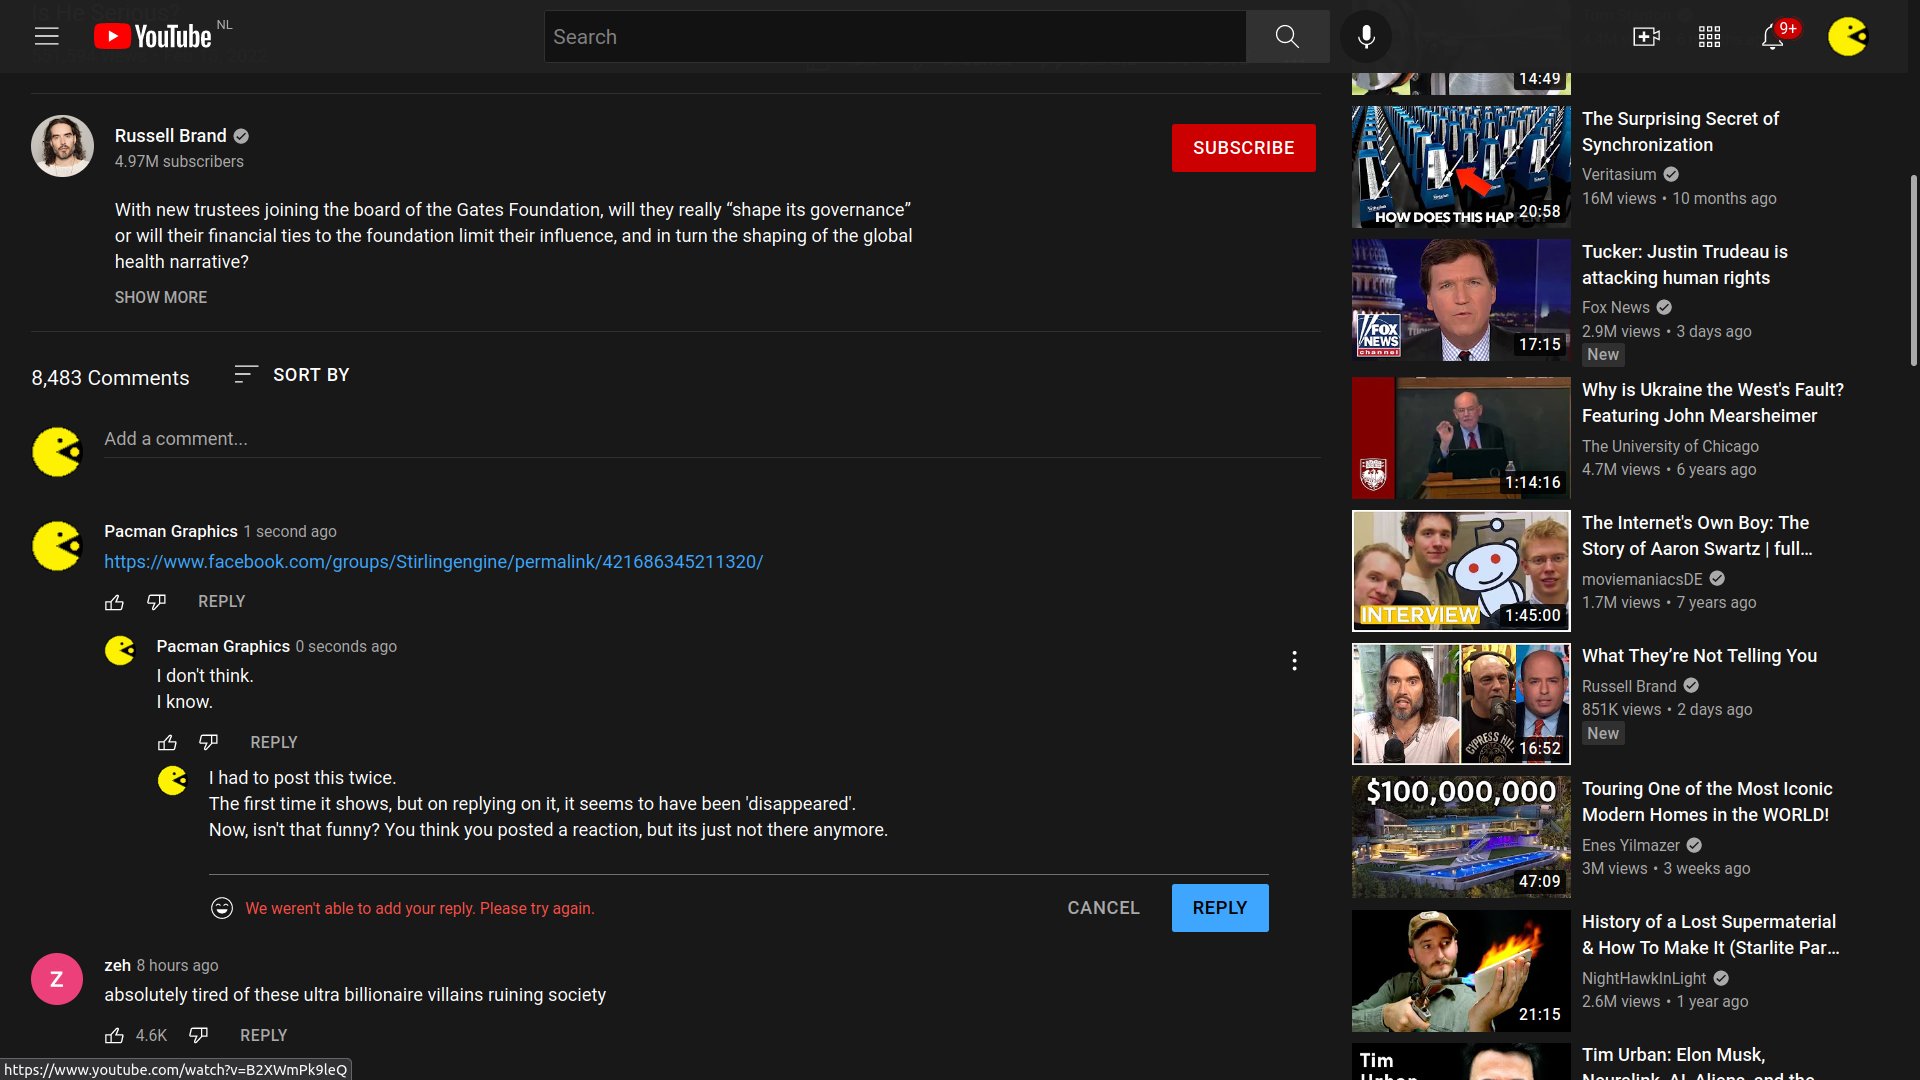 Is He Serious?
YouTube NL
Search
9+
Russell Brand
4.97M subscribers
SUBSCRIBE
With new trustees joining the board of the Gates Foundation, will they really “shape its governance”
or will their financial ties to the foundation limit their influence, and in turn the shaping of the global
health narrative?
SHOW MORE
8,483 Comments
SORT BY
Add a comment...
Pacman Graphics 1 second ago
https://www.facebook.com/groups/Stirlingengine/permalink/421686345211320/
REPLY
Pacman Graphics 0 seconds ago
I don't think.
I know.
REPLY
I had to post this twice.
The first time it shows, but on replying on it, it seems to have been 'disappeared'.
Now, isn't that funny? You think you posted a reaction, but its just not there anymore.
We weren't able to add your reply. Please try again.
CANCEL
REPLY
Z
zeh 8 hours ago
absolutely tired of these ultra billionaire villains ruining society
4.6K
REPLY
https://www.youtube.com/watch?v=B2XWmPk9leQ
14:49
HOW DOES THIS HAP
20:58
The Surprising Secret of
Synchronization
Veritasium
16M views • 10 months ago
FOX
NEWS
channel
17:15
Tucker: Justin Trudeau is
attacking human rights
Fox News
2.9M views • 3 days ago
New
1:14:16
Why is Ukraine the West's Fault?
Featuring John Mearsheimer
The University of Chicago
4.7M views • 6 years ago
INTERVIEW
1:45:00
The Internet's Own Boy: The
Story of Aaron Swartz | full...
moviemaniacsDE
1.7M views • 7 years ago
CYPRESS HILL
16:52
What They’re Not Telling You
Russell Brand
851K views • 2 days ago
New
$100,000,000
47:09
Touring One of the Most Iconic
Modern Homes in the WORLD!
Enes Yilmazer
3M views • 3 weeks ago
21:15
History of a Lost Supermaterial
& How To Make It (Starlite Par...
NightHawkInLight
2.6M views • 1 year ago
Tim
Urban
Tim Urban: Elon Musk,
Neuralink, AI, Aliens, and the